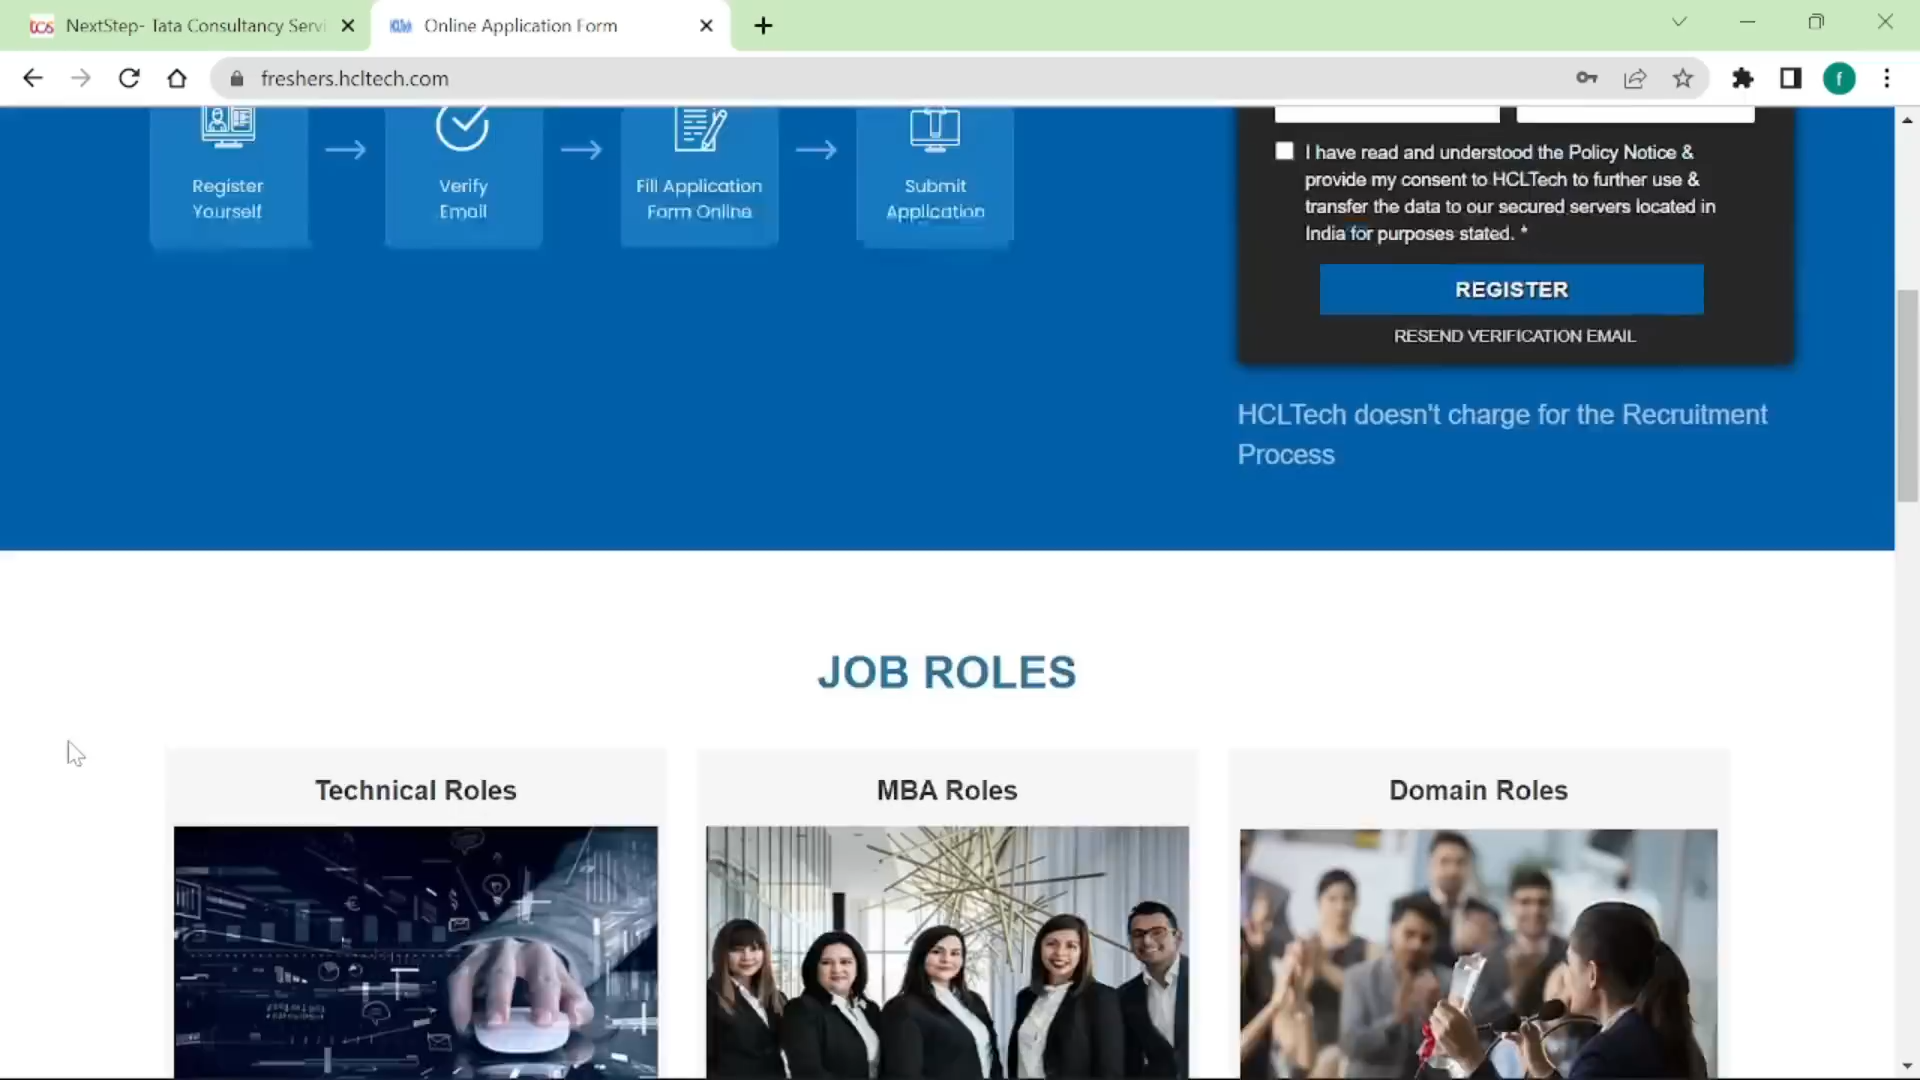 NextStep- Tata Consultancy Servi
Online Application Form
freshers.hcltech.com
f
Register
Yourself
Verify
Email
Fill Application
Form Online
Submit
Application
I have read and understood the Policy Notice &
provide my consent to HCLTech to further use &
transfer the data to our secured servers located in
India for purposes stated. *
REGISTER
RESEND VERIFICATION EMAIL
HCLTech doesn't charge for the Recruitment
Process
JOB ROLES
Technical Roles
MBA Roles
Domain Roles